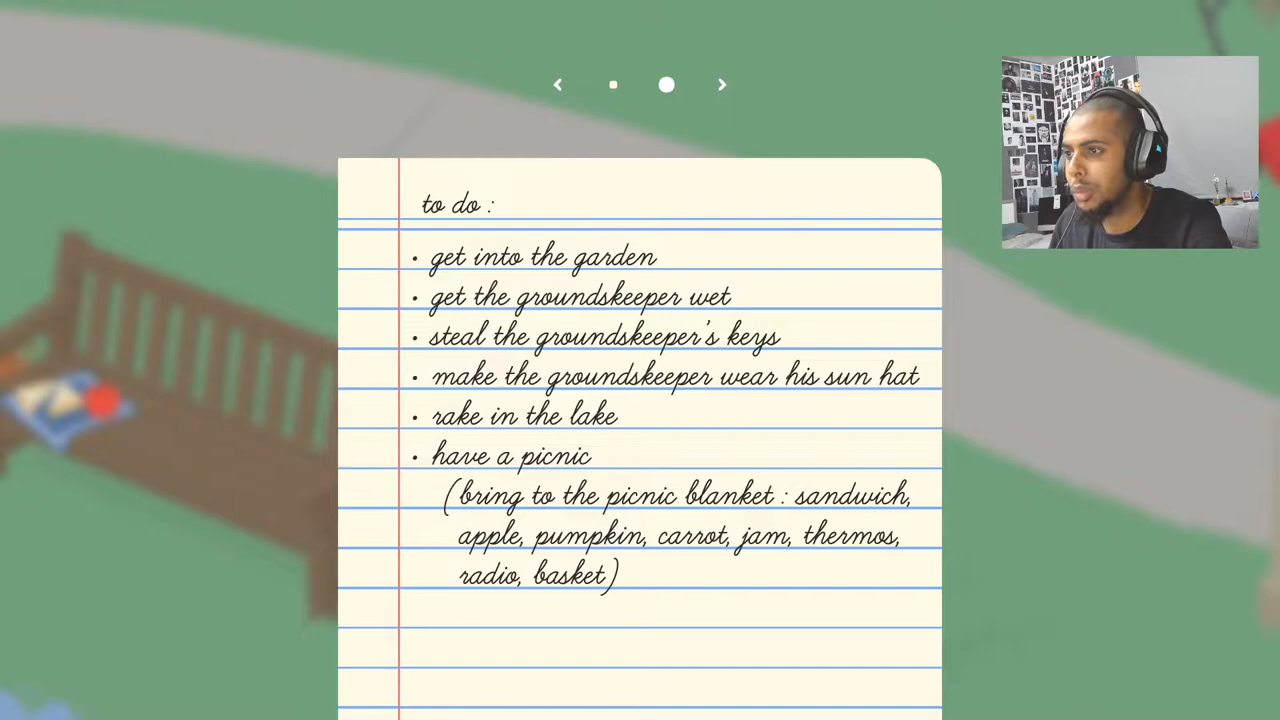 to do :
• get into the garden
• get the groundskeeper wet
• steal the groundskeeper's keys
• make the groundskeeper wear his sun hat
• rake in the lake
• have a picnic
(bring to the picnic blanket : sandwich,
apple, pumpkin, carrot, jam, thermos,
radio, basket)